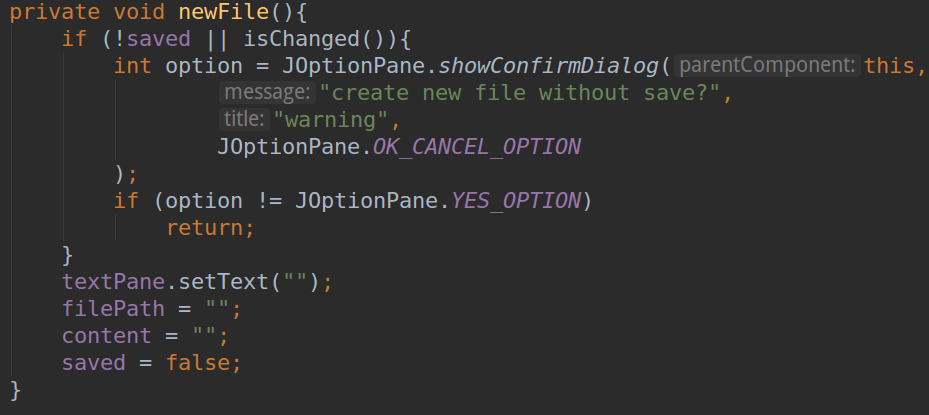 private void newFile(){
    if (!saved || isChanged()){
        int option = JOptionPane.showConfirmDialog( parentComponent: this,
                message: "create new file without save?",
                title: "warning",
                JOptionPane.OK_CANCEL_OPTION
        );
        if (option != JOptionPane.YES_OPTION)
            return;
    }
    textPane.setText("");
    filePath = "";
    content = "";
    saved = false;
}